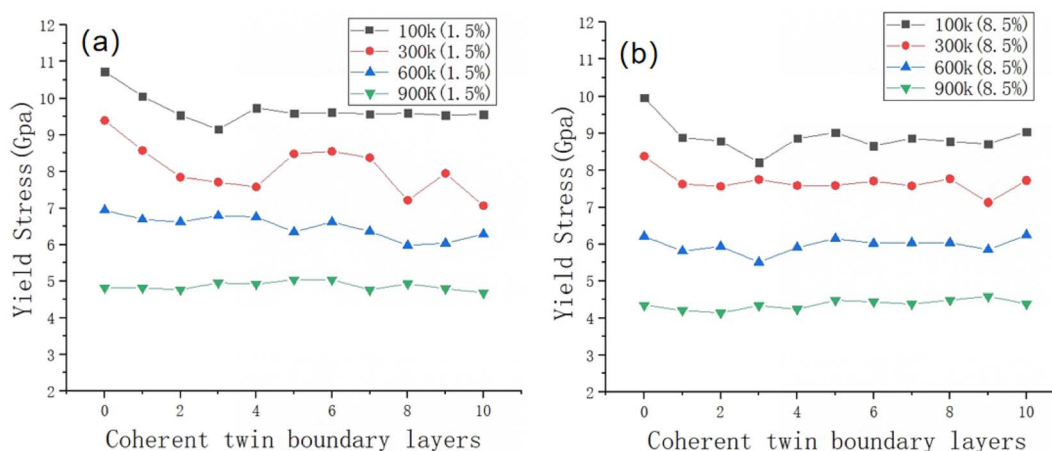 (a)
100k(1.5%)
300k(1.5%)
600k(1.5%)
900K(1.5%)
Yield Stress(Gpa)
12
11
10
9
8
7
6
5
4
3
2
0 2 4 6 8 10
Coherent twin boundary layers
(b)
100k(8.5%)
300k(8.5%)
600k(8.5%)
900k(8.5%)
Yield Stress(Gpa)
12
11
10
9
8
7
6
5
4
3
2
0 2 4 6 8 10
Coherent twin boundary layers